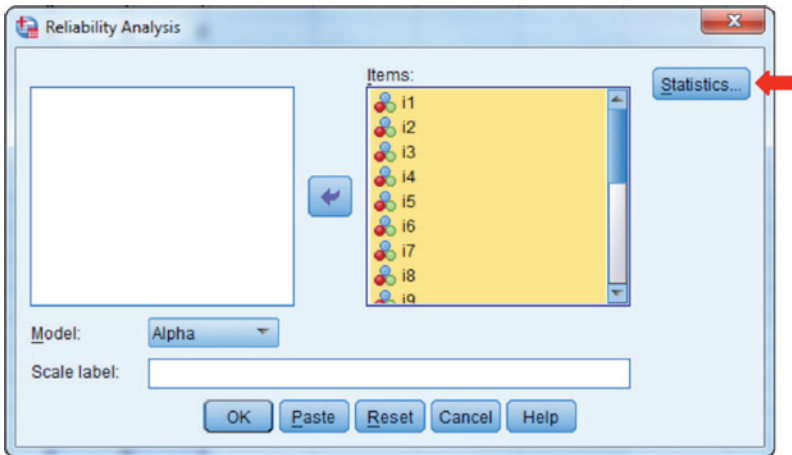 Reliability Analysis
Items:
Statistics...
i1
i2
i3
i4
i5
i6
i7
i8
i9
Model:
Alpha
Scale label:
OK
Paste
Reset
Cancel
Help